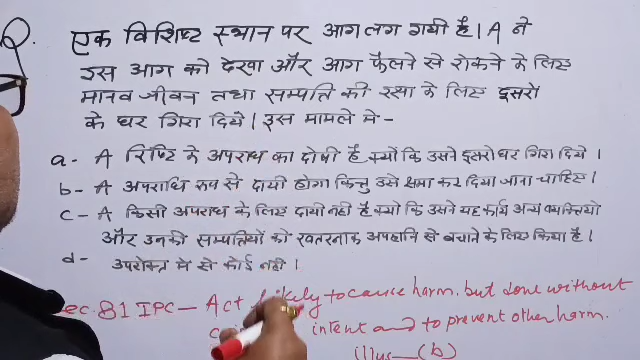 Q. एक विशिष्ट स्थान पर आग लग गयी है। A ने
इस आग को देखा और आग फैलने से रोकने के लिए
मानव जीवन तथा सम्पत्ति की रक्षा के लिए दूसरो
के घर गिरा दिये। इस मामले मे -
a- A रिष्टि के अपराध का दोषी है क्यों कि उसने दूसरो घर गिरा दिये।
b- A अपराधि रूप से दायी होगा किन्तु उसे क्षमा कर दिया जाना चाहिए।
c- A किसी अपराध के लिए दायी नही है क्यो कि उसने यह कार्य अन्य व्यक्तियो
और उनकी सम्पत्तियों को खतरनाक अपहानि से बचाने के लिए किया है।
d- उपरोक्त मे से कोई नही।
ec. 81 IPC - Act likely to cause harm. but done without
intent and to prevent other harm.
illus - (b)